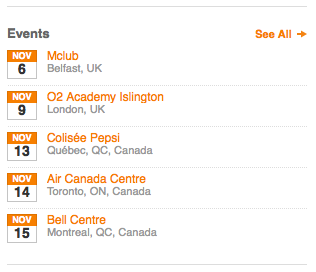 Events
See All
NOV
6
Mclub
Belfast, UK
NOV
9
O2 Academy Islington
London, UK
NOV
13
Colisée Pepsi
Québec, QC, Canada
NOV
14
Air Canada Centre
Toronto, ON, Canada
NOV
15
Bell Centre
Montreal, QC, Canada